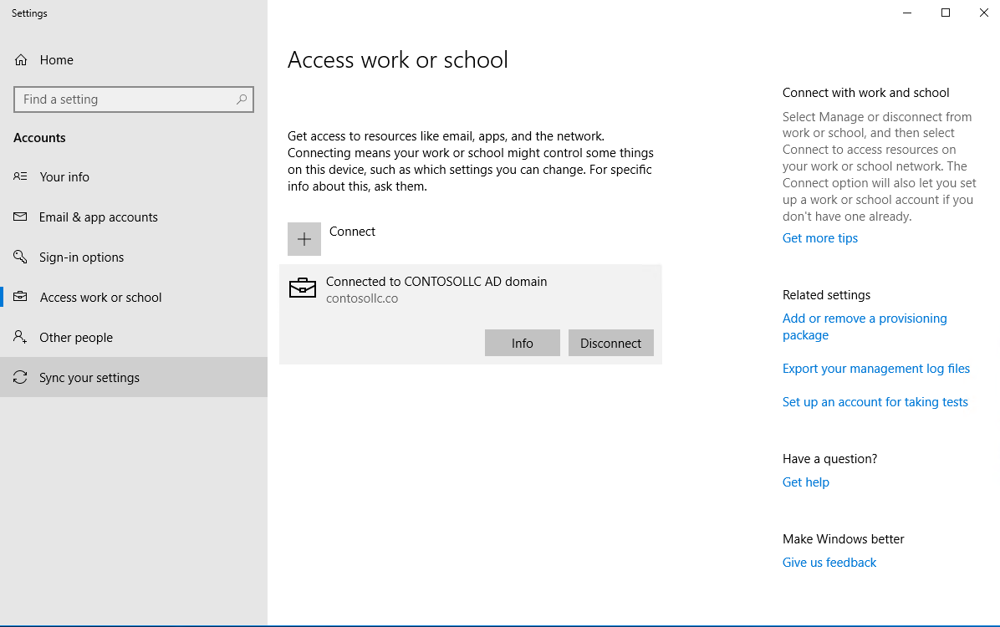 Settings
Home
Find a setting
Accounts
Your info
Email & app accounts
Sign-in options
Access work or school
Other people
Sync your settings
Access work or school
Get access to resources like email, apps, and the network.
Connecting means your work or school might control some things
on this device, such as which settings you can change. For specific
info about this, ask them.
Connect
Connected to CONTOSOLLC AD domain
contosollc.co
Info
Disconnect
Connect with work and school
Select Manage or disconnect from
work or school, and then select
Connect to access resources on
your work or school network. The
Connect option will also let you set
up a work or school account if you
don't have one already.
Get more tips
Related settings
Add or remove a provisioning
package
Export your management log files
Set up an account for taking tests
Have a question?
Get help
Make Windows better
Give us feedback